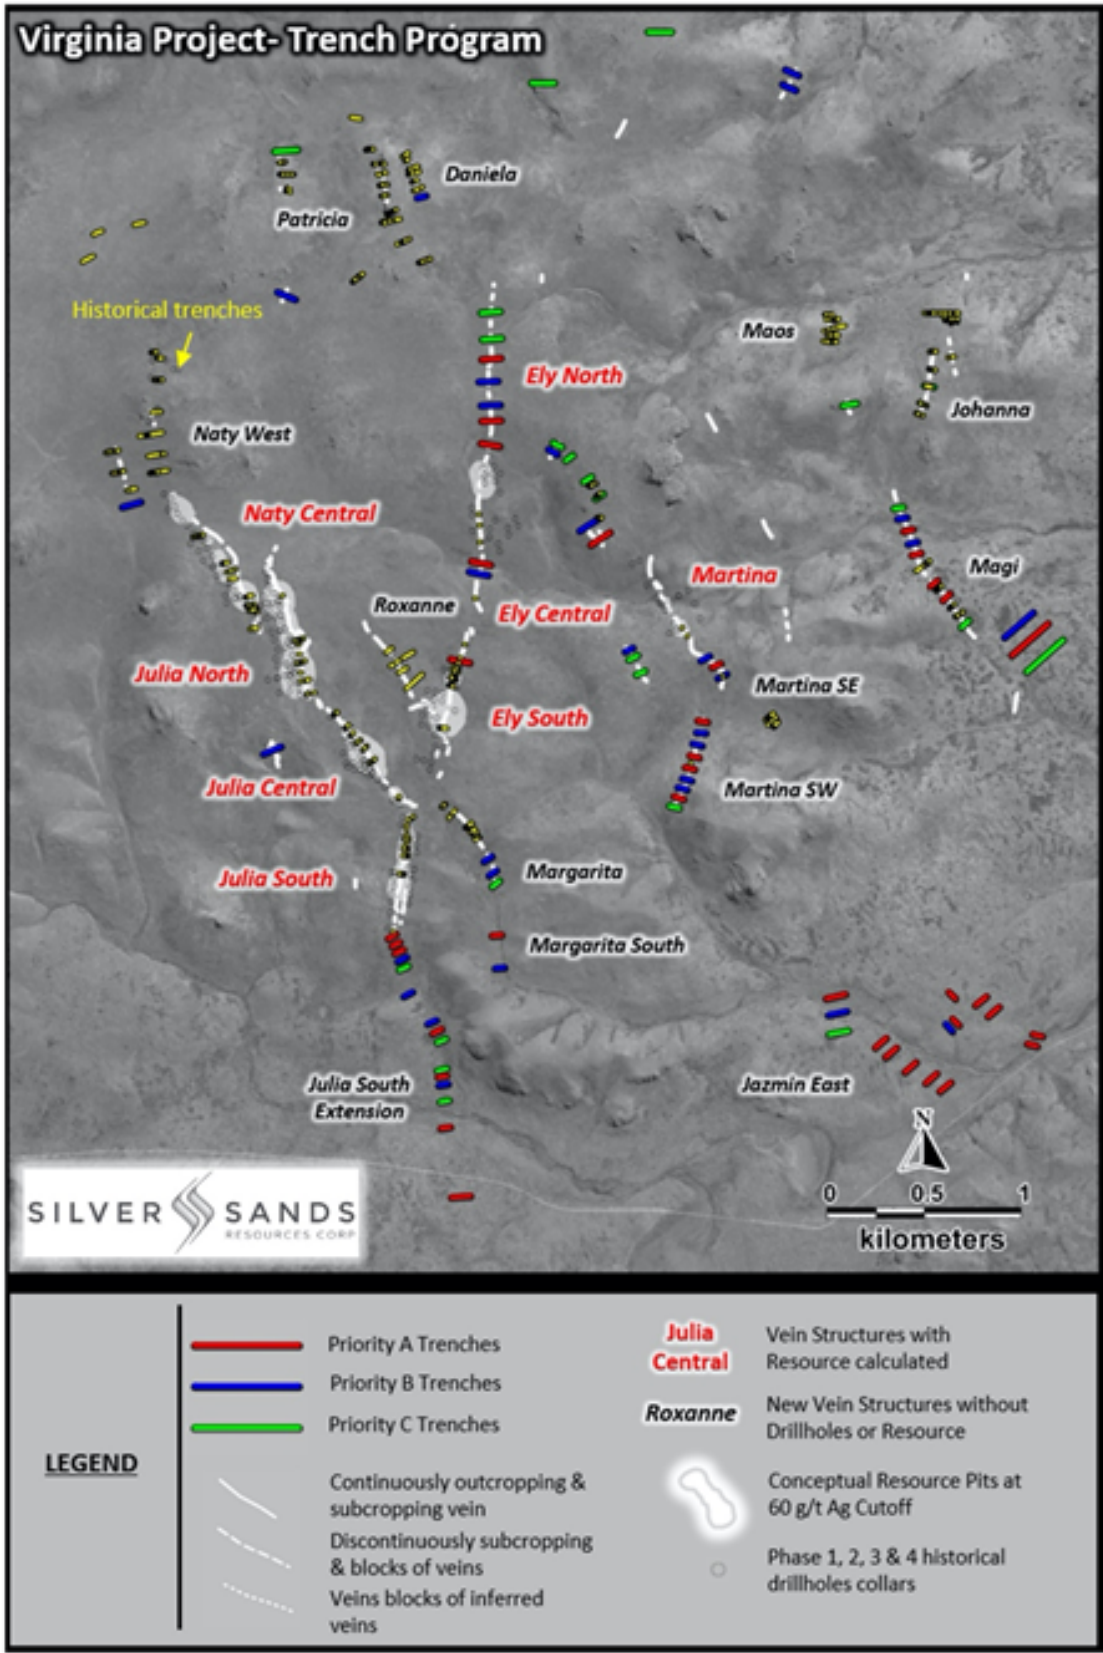 Virginia Project- Trench Program
Daniela
Patricia
Historical trenches
Maos
Ely North
Johanna
Naty West
Naty Central
Magi
Martina
Roxanne
Ely Central
Julia North
Martina SE
Ely South
Julia Central
Martina SW
Margarita
Julia South
Margarita South
Julia South
Extension
Jazmin East
N
0 0.5 1
kilometers
SILVER SANDS
RESOURCES CORP
LEGEND
Priority A Trenches
Priority B Trenches
Priority C Trenches
Continuously outcropping &
subcropping vein
Discontinuously subcropping
& blocks of veins
Veins blocks of inferred
veins
Julia
Central
Vein Structures with
Resource calculated
Roxanne
New Vein Structures without
Drillholes or Resource
Conceptual Resource Pits at
60 g/t Ag Cutoff
Phase 1, 2, 3 & 4 historical
drillholes collars